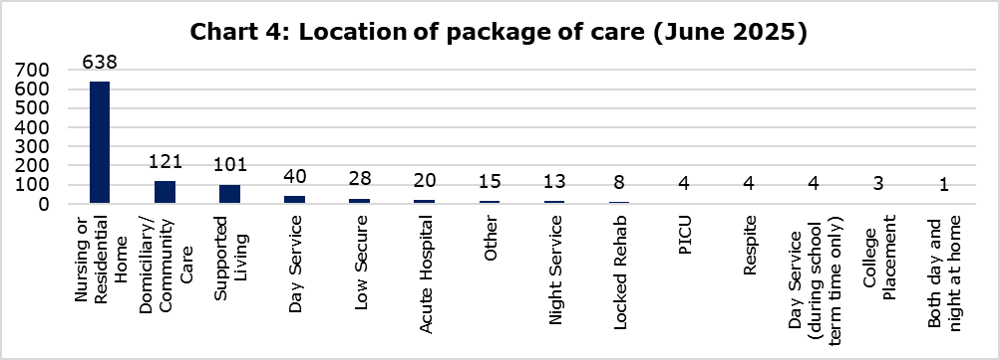 Chart 4: Location of package of care (June 2025)
700
600
500
400
300
200
100
0
638
121
101
40
28
20
15
13
8
4
4
4
3
1
Nursing or
Residential
Home
Domiciliary/
Community
Care
Supported
Living
Day Service
Low Secure
Acute Hospital
Other
Night Service
Locked Rehab
PICU
Respite
Day Service
(during school
term time only)
College
Placement
Both day and
night at home